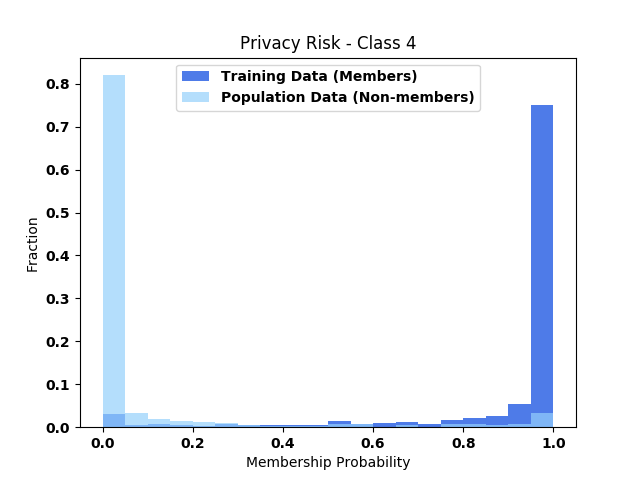 Privacy Risk - Class 4
Training Data (Members)
Population Data (Non-members)
Fraction
0.8
0.7
0.6
0.5
0.4
0.3
0.2
0.1
0.0
0.0 0.2 0.4 0.6 0.8 1.0
Membership Probability